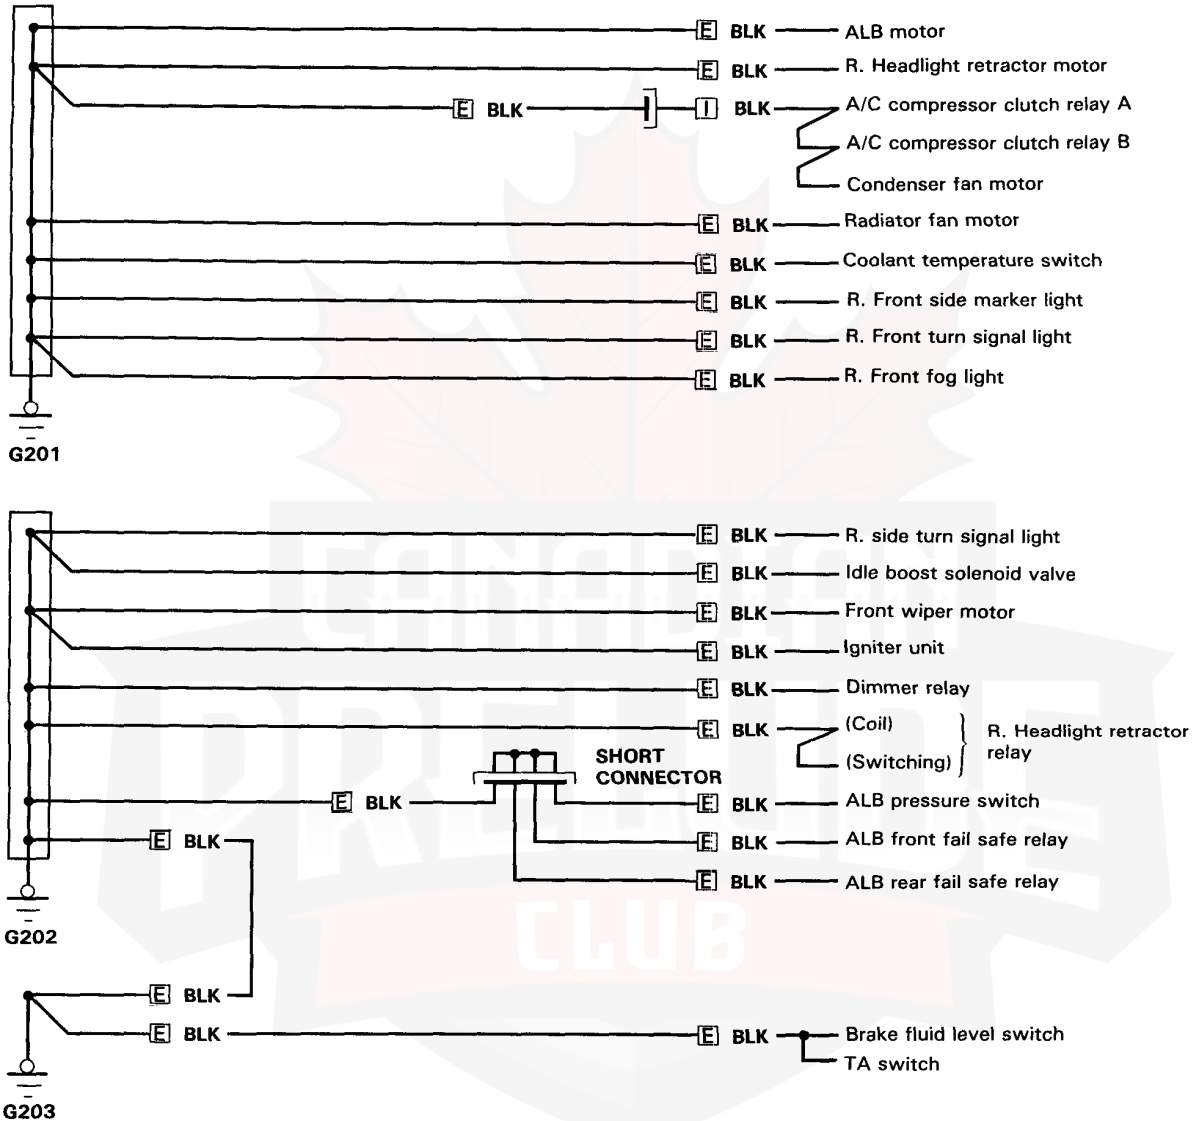 E BLK ALB motor
E BLK R. Headlight retractor motor
E BLK I BLK A/C compressor clutch relay A
A/C compressor clutch relay B
Condenser fan motor
E BLK Radiator fan motor
E BLK Coolant temperature switch
E BLK R. Front side marker light
E BLK R. Front turn signal light
E BLK R. Front fog light
G201
E BLK R. side turn signal light
E BLK Idle boost solenoid valve
E BLK Front wiper motor
E BLK Igniter unit
E BLK Dimmer relay
E BLK (Coil)
(Switching)
R. Headlight retractor
relay
SHORT
CONNECTOR
E BLK E BLK ALB pressure switch
E BLK E BLK ALB front fail safe relay
E BLK ALB rear fail safe relay
G202
E BLK
E BLK E BLK Brake fluid level switch
TA switch
G203
CANADIAN
PRELUDE
CLUB